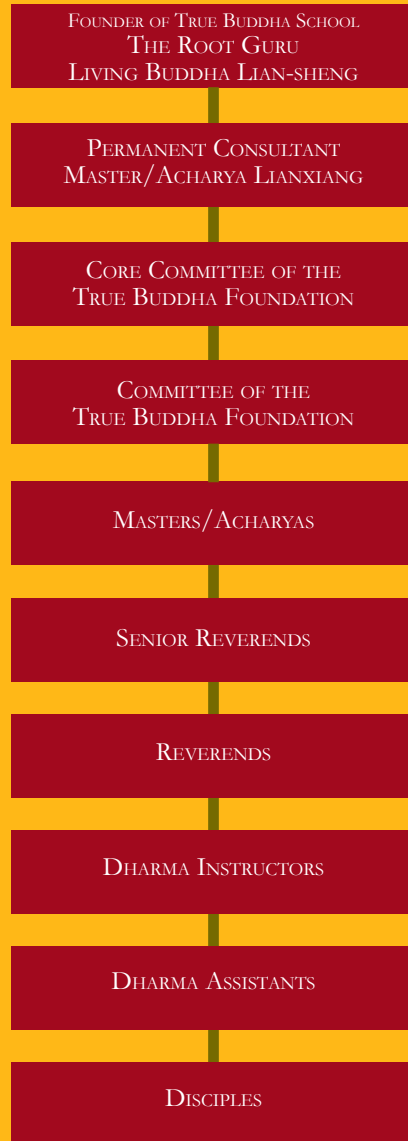 Founder of True Buddha School
The Root Guru
Living Buddha Lian-sheng
Permanent Consultant
Master/Acharya Lianxiang
Core Committee of the
True Buddha Foundation
Committee of the
True Buddha Foundation
Masters/Acharyas
Senior Reverends
Reverends
Dharma Instructors
Dharma Assistants
Disciples